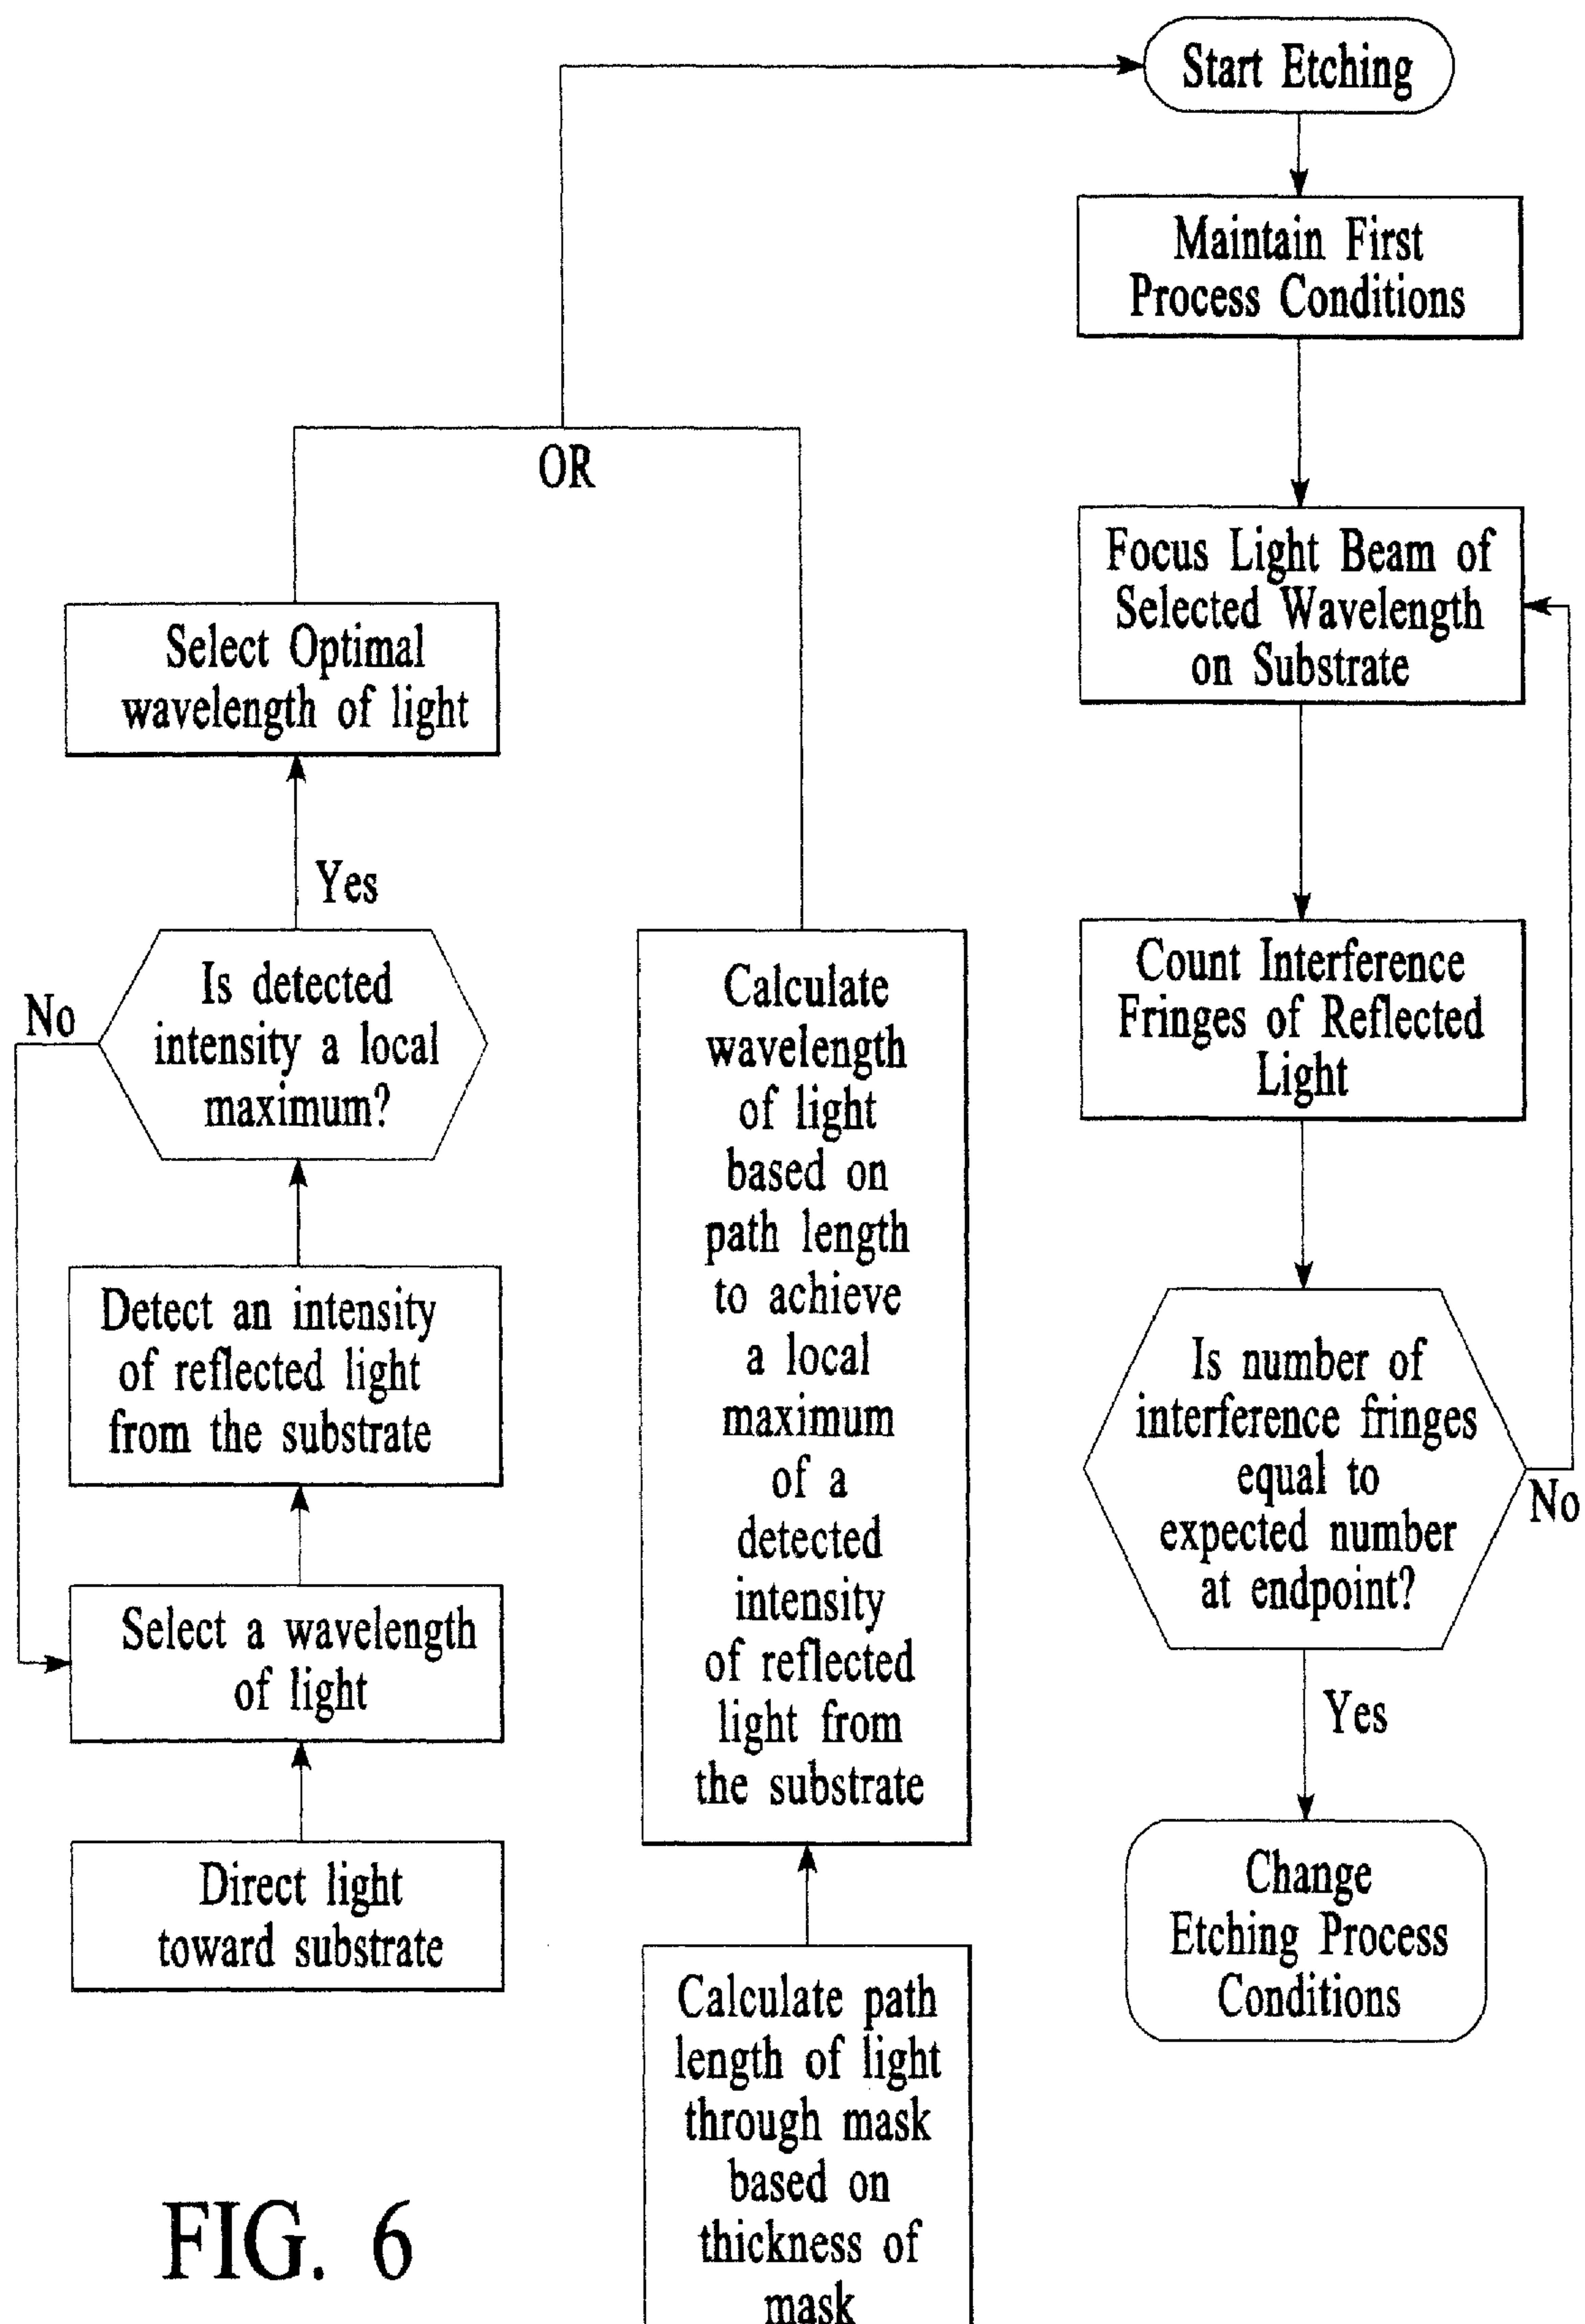 Start Etching
Maintain First
Process Conditions
OR
Focus Light Beam of
Selected Wavelength
on Substrate
Select Optimal
wavelength of light
Yes
Is detected
intensity a local
maximum?
No
Detect an intensity
of reflected light
from the substrate
Select a wavelength
of light
Direct light
toward substrate
Calculate
wavelength
of light
based on
path length
to achieve
a local
maximum
of a
detected
intensity
of reflected
light from
the substrate
Calculate path
length of light
through mask
based on
thickness of
mask
Count Interference
Fringes of Reflected
Light
Is number of
interference fringes
equal to
expected number
at endpoint?
No
Yes
Change
Etching Process
Conditions
FIG. 6